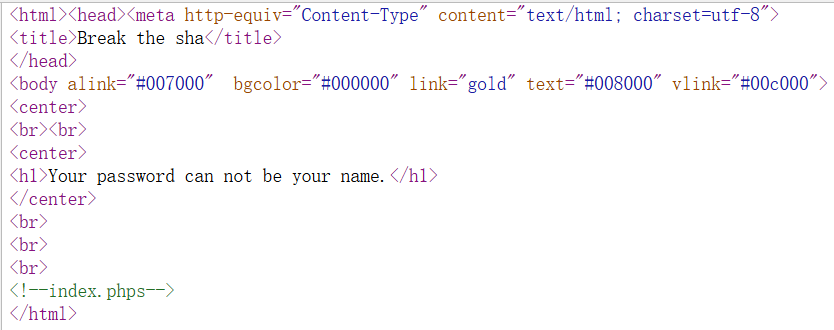 <html><head><meta http-equiv="Content-Type" content="text/html; charset=utf-8">
<title>Break the sha</title>
</head>
<body alink="#007000"  bgcolor="#000000" link="gold" text="#008000" vlink="#00c000">
<center>
<br><br>
<center>
<h1>Your password can not be your name.</h1>
</center>
<br>
<br>
<br>
<!--index.phps-->
</html>